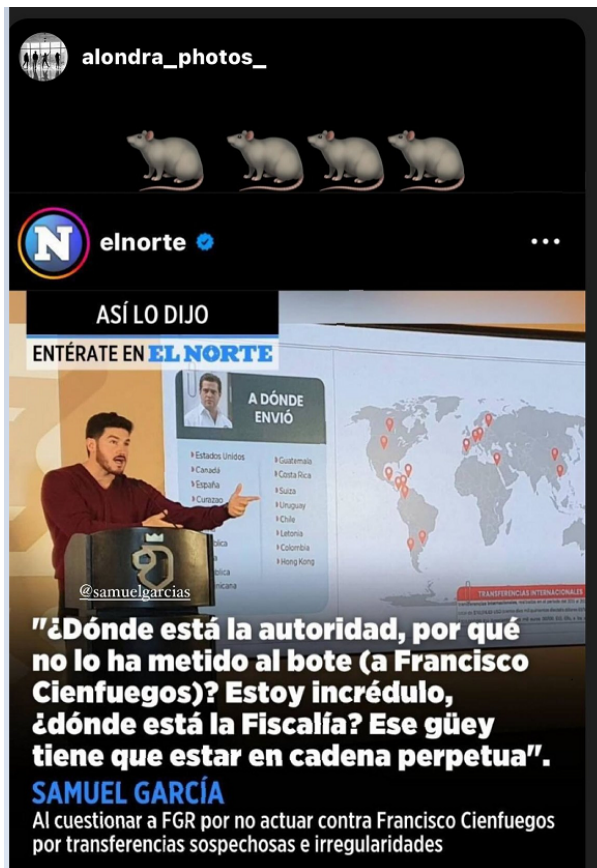 alondra_photos_
N
elnorte
ASÍ LO DIJO
ENTÉRATE EN EL NORTE
A DÓNDE
ENVIÓ
Estados Unidos
Canadá
España
Curazao
Guatemala
Costa Rica
Suiza
Uruguay
Chile
Letonia
Colombia
Hong Kong
TRANSFERENCIAS INTERNACIONALES
@samuelgarcias
"¿Dónde está la autoridad, por qué
no lo ha metido al bote (a Francisco
Cienfuegos)? Estoy incrédulo,
¿dónde está la Fiscalía? Ese güey
tiene que estar en cadena perpetua".
SAMUEL GARCÍA
Al cuestionar a FGR por no actuar contra Francisco Cienfuegos
por transferencias sospechosas e irregularidades